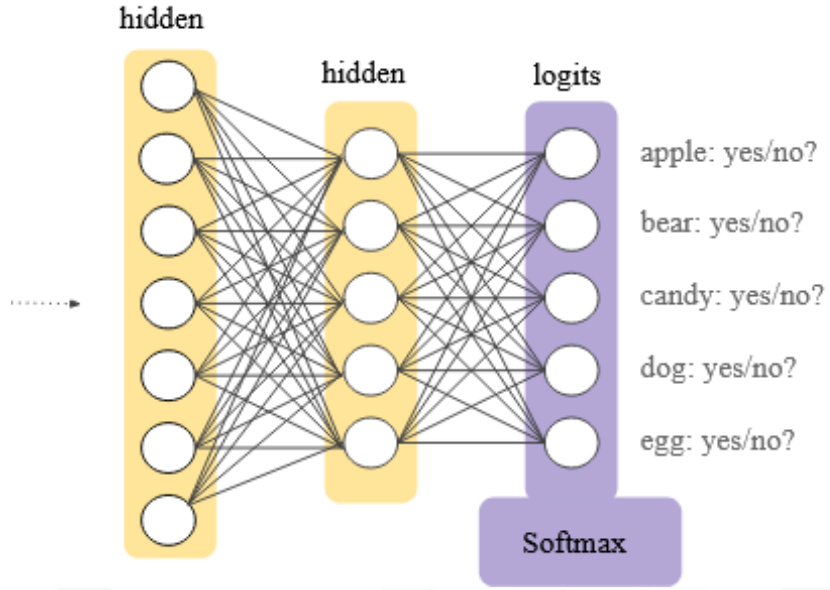 hidden
hidden
logits
apple: yes/no?
bear: yes/no?
candy: yes/no?
dog: yes/no?
egg: yes/no?
Softmax